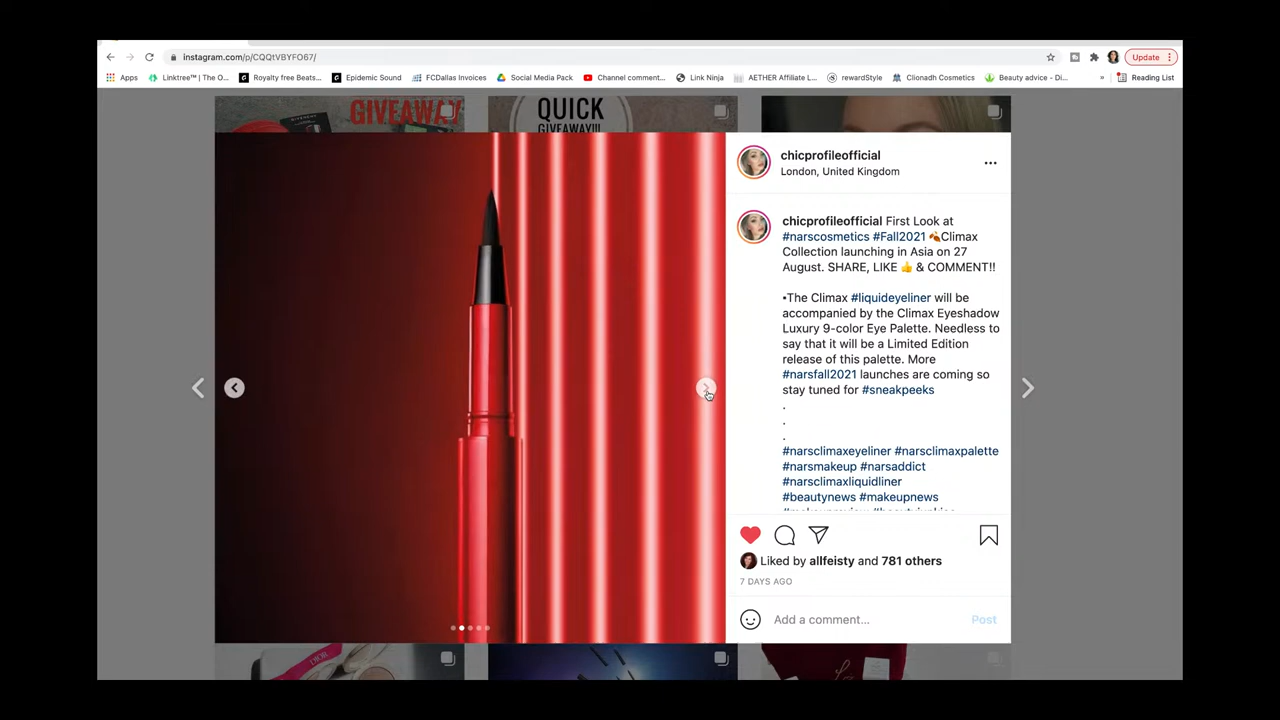 instagram.com/p/CQQtVBYFO67/
Update
Apps
Linktree™ | The O...
Royalty free Beats...
Epidemic Sound
FCDallas Invoices
Social Media Pack
Channel comment...
Link Ninja
AETHER Affiliate L...
rewardStyle
Clionadh Cosmetics
Beauty advice - Di...
»
Reading List
GIVEAWAY
QUICK
GIVEAWAY!!!
chicprofileofficial
London, United Kingdom
chicprofileofficial First Look at
#narscosmetics #Fall2021 🍂Climax
Collection launching in Asia on 27
August. SHARE, LIKE 👍 & COMMENT!!
•The Climax #liquideyeliner will be
accompanied by the Climax Eyeshadow
Luxury 9-color Eye Palette. Needless to
say that it will be a Limited Edition
release of this palette. More
#narsfall2021 launches are coming so
stay tuned for #sneakpeeks
.
.
.
#narsclimaxeyeliner #narsclimaxpalette
#narsmakeup #narsaddict
#narsclimaxliquidliner
#beautynews #makeupnews
Liked by allfeisty and 781 others
7 DAYS AGO
Add a comment...
Post
DIOR